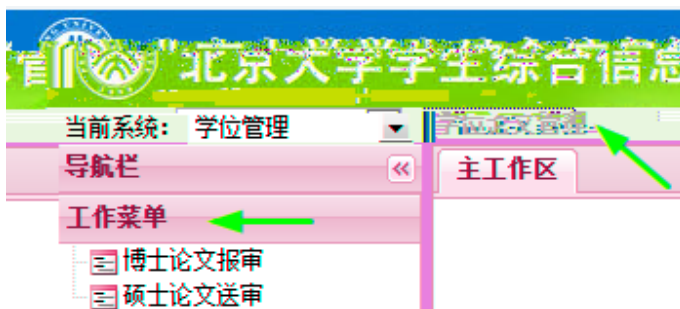 北京大学学生综合信息
当前系统： 学位管理
导航栏
主工作区
工作菜单
博士论文报审
硕士论文送审